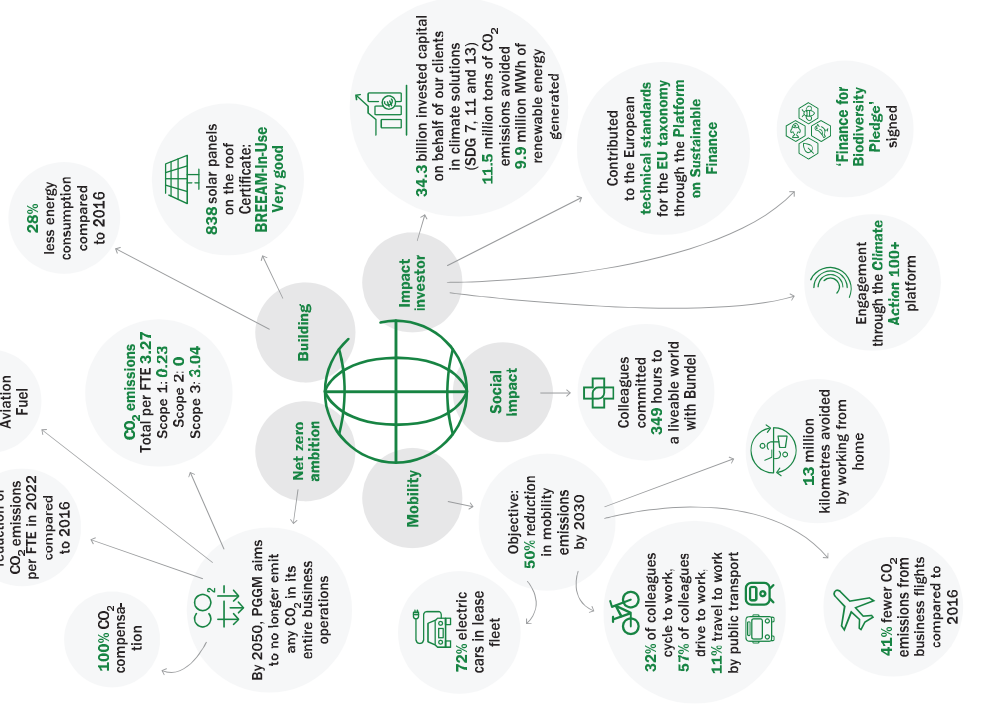 Aviation
Fuel
CO2 emissions
per FTE in 2022
compared
to 2016
100% CO2
compensa-
tion
CO2
By 2050, PGGM aims
to no longer emit
any CO2 in its
entire business
operations
CO2 emissions
Total per FTE 3.27
Scope 1: 0.23
Scope 2: 0
Scope 3: 3.04
Net zero
ambition
28%
less energy
consumption
compared
to 2016
838 solar panels
on the roof
Certificate:
BREEAM-In-Use
Very good
Building
Impact
investor
34.3 billion invested capital
on behalf of our clients
in climate solutions
(SDG 7, 11 and 13)
11.5 million tons of CO2
emissions avoided
9.9 million MWh of
renewable energy
generated
Contributed
to the European
technical standards
for the EU taxonomy
through the Platform
on Sustainable
Finance
'Finance for
Biodiversity
Pledge'
signed
Engagement
through the Climate
Action 100+
platform
Social
Impact
Colleagues
committed
349 hours to
a liveable world
with Bundel
Mobility
Objective:
50% reduction
in mobility
emissions
by 2030
72% electric
cars in lease
fleet
32% of colleagues
cycle to work,
57% of colleagues
drive to work,
11% travel to work
by public transport
13 million
kilometres avoided
by working from
home
41% fewer CO2
emissions from
business flights
compared to
2016